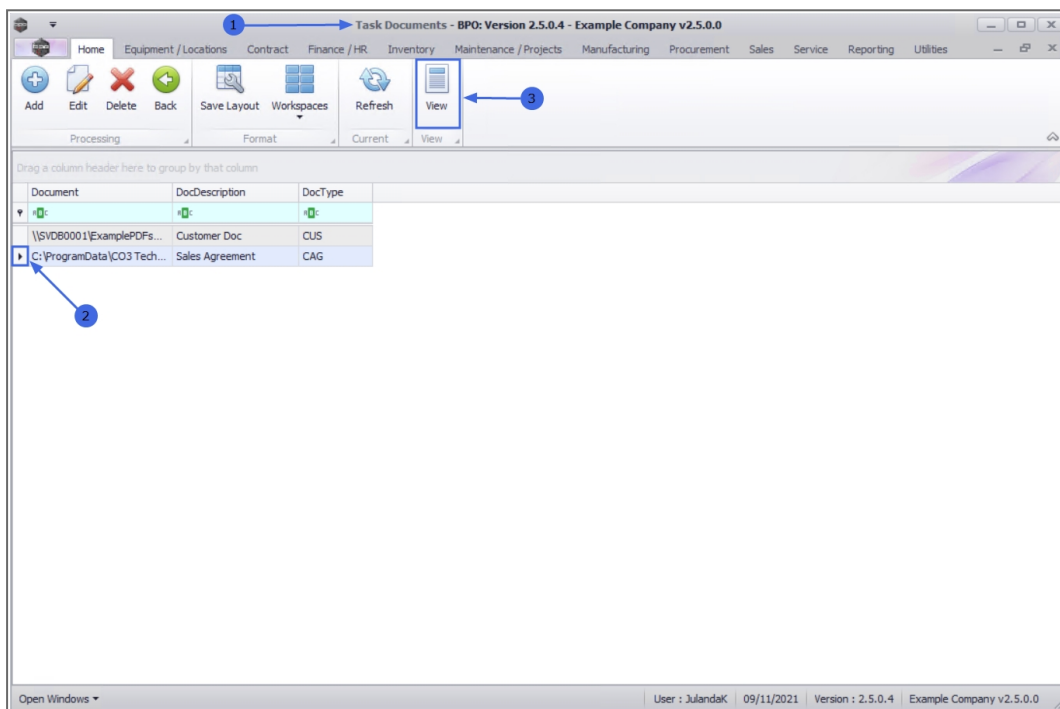 1
Task Documents - BPO: Version 2.5.0.4 - Example Company v2.5.0.0
Home Equipment / Locations Contract Finance / HR Inventory Maintenance / Projects Manufacturing Procurement Sales Service Reporting Utilities
Add Edit Delete Back Save Layout Workspaces Refresh View
3
Processing Format Current View
Drag a column header here to group by that column
Document DocDescription DocType
\\SVDB0001\ExamplePDFs... Customer Doc CUS
C:\ProgramData\CO3 Tech... Sales Agreement CAG
2
Open Windows User : JulandaK 09/11/2021 Version : 2.5.0.4 Example Company v2.5.0.0